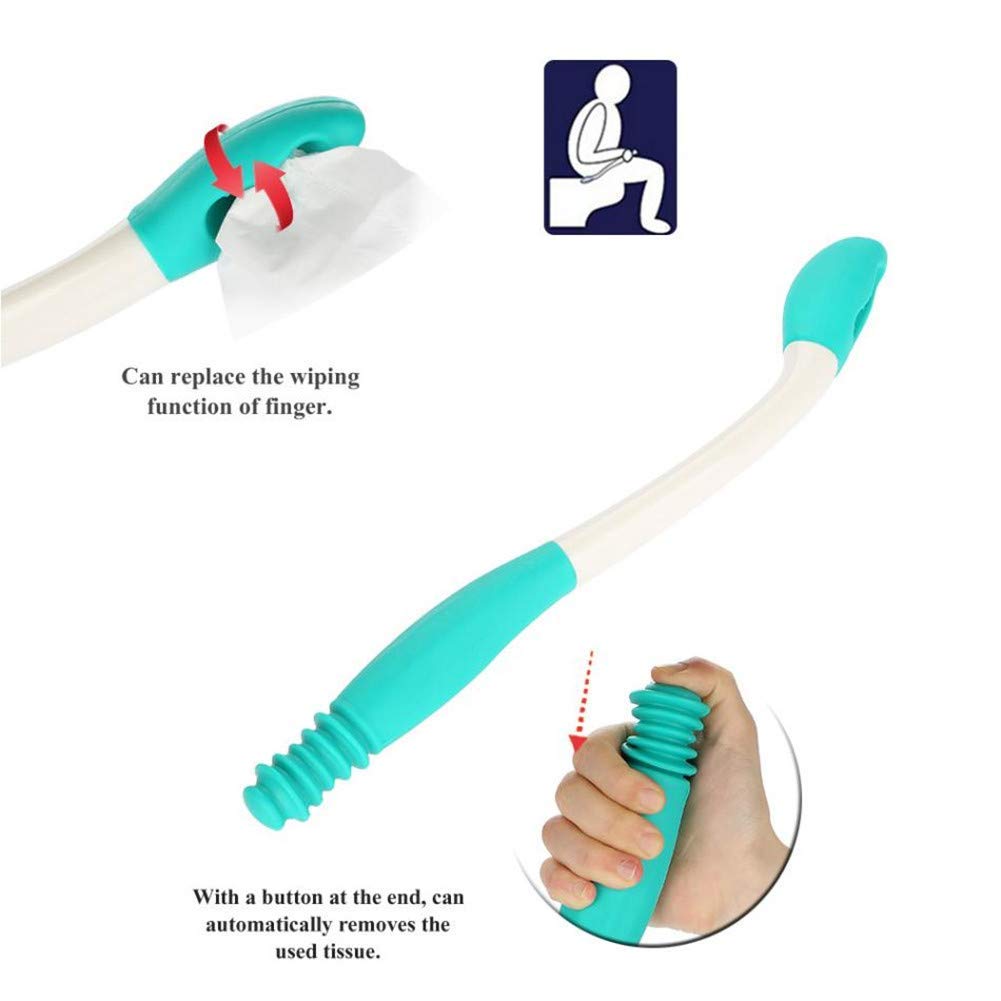 Can replace the wiping
function of finger.
With a button at the end, can
automatically removes the
used tissue.